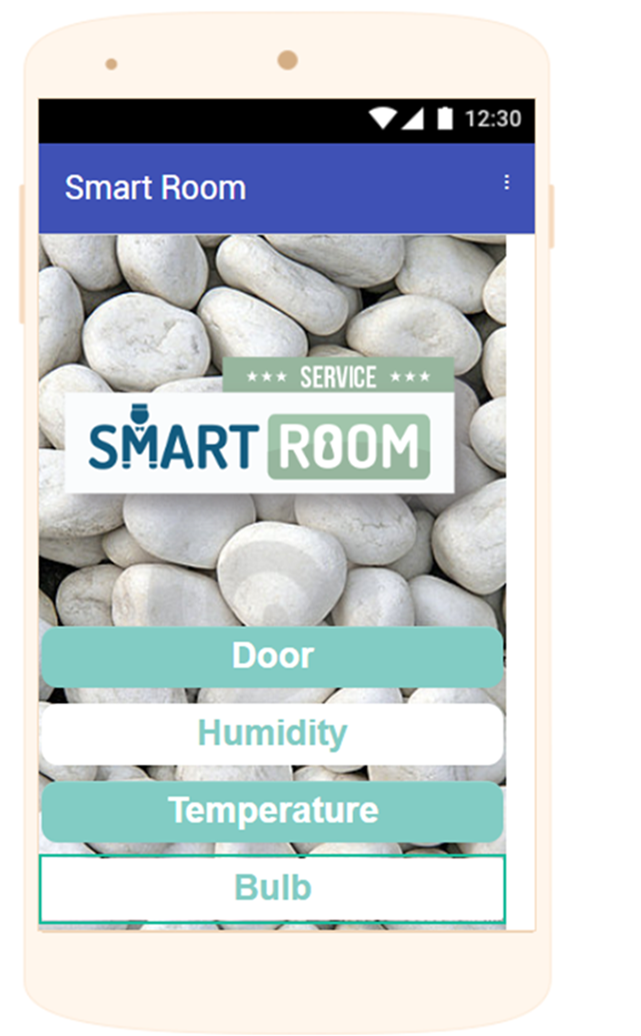 12:30
Smart Room
*** SERVICE ***
SMART ROOM
Door
Humidity
Temperature
Bulb